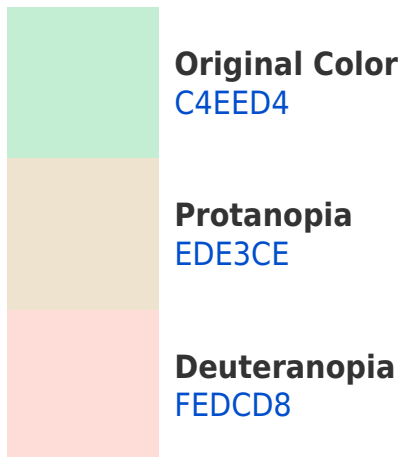 Original Color
C4EED4
Protanopia
EDE3CE
Deuteranopia
FEDCD8